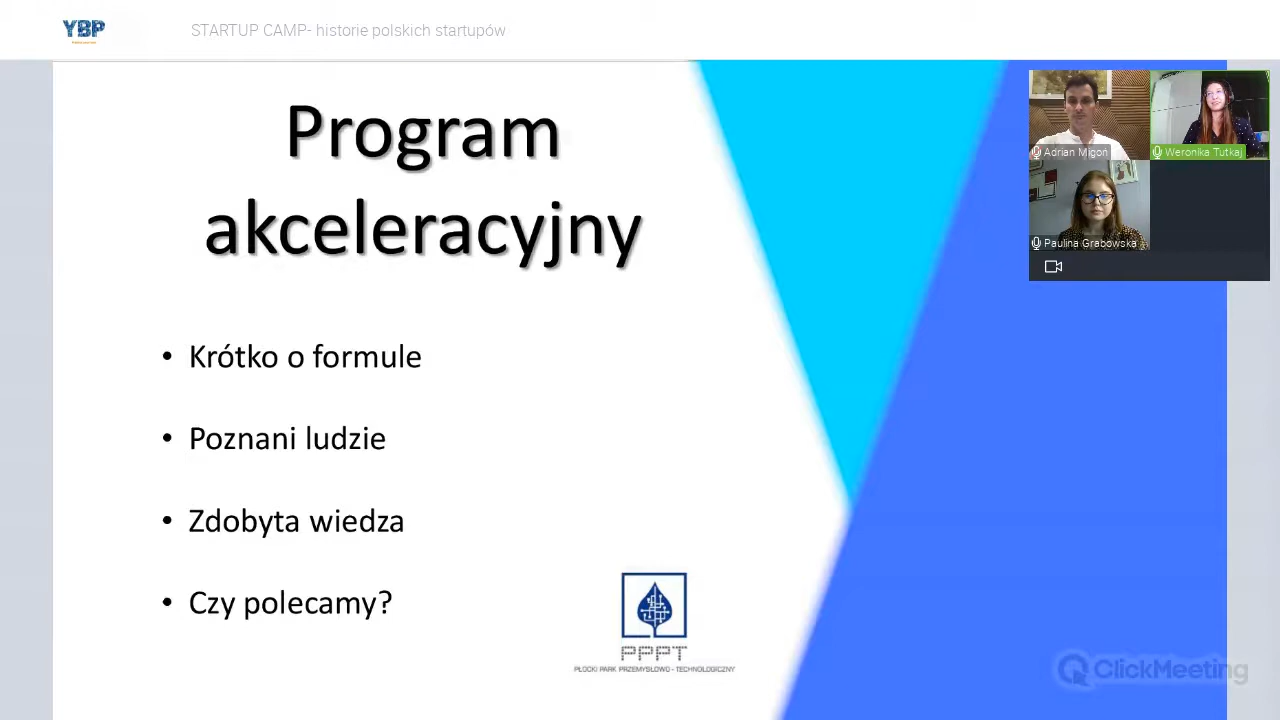 YBP
STARTUP CAMP- historie polskich startupów
Program
akceleracyjny
Adrian Migoń
Weronika Tutkaj
Paulina Grabowska
• Krótko o formule
• Poznani ludzie
• Zdobyta wiedza
• Czy polecamy?
PPPT
PŁOCKI PARK PRZEMYSŁOWO - TECHNOLOGICZNY
ClickMeeting